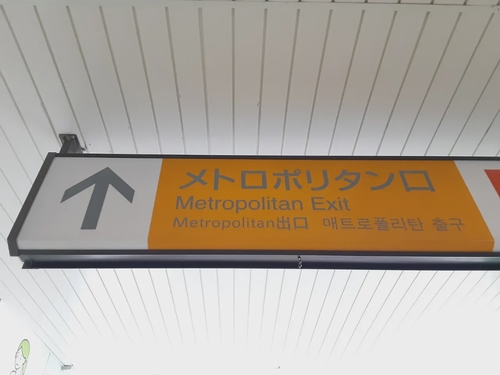 メトロポリタン口
Metropolitan Exit
Metropolitan出口 매트로폴리탄 출구